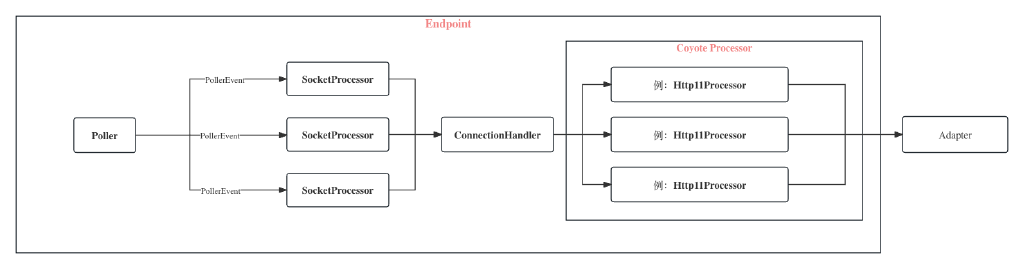 Endpoint
Coyote Processor
Poller
PollerEvent
SocketProcessor
PollerEvent
SocketProcessor
PollerEvent
SocketProcessor
ConnectionHandler
例：Http11Processor
例：Http11Processor
例：Http11Processor
Adapter